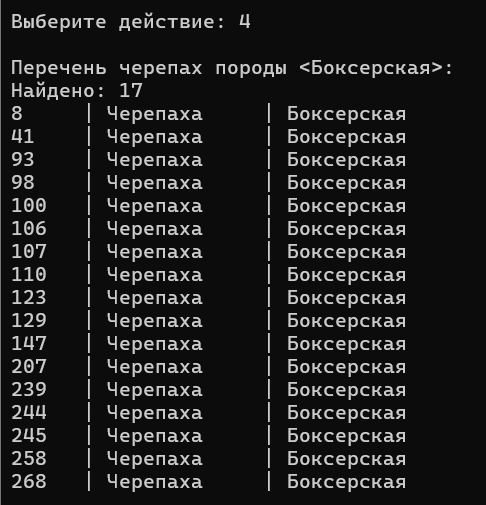 Выберите действие: 4
Перечень черепах породы <Боксерская>:
Найдено: 17
8 | Черепаха | Боксерская
41 | Черепаха | Боксерская
93 | Черепаха | Боксерская
98 | Черепаха | Боксерская
100 | Черепаха | Боксерская
106 | Черепаха | Боксерская
107 | Черепаха | Боксерская
110 | Черепаха | Боксерская
123 | Черепаха | Боксерская
129 | Черепаха | Боксерская
147 | Черепаха | Боксерская
207 | Черепаха | Боксерская
239 | Черепаха | Боксерская
244 | Черепаха | Боксерская
245 | Черепаха | Боксерская
258 | Черепаха | Боксерская
268 | Черепаха | Боксерская